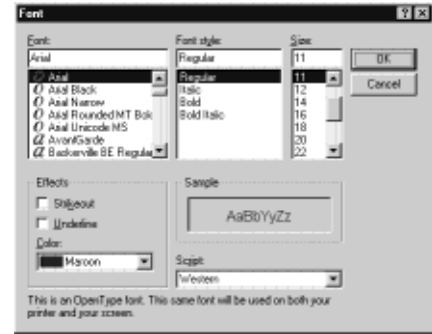 Font
Font: Font style: Size:
Arial Regular 11 OK
Arial Regular 11 Cancel
Arial Black Italic 12
Arial Narrow Bold 14
Arial Rounded MT Bold Bold Italic 16
Arial Unicode MS 18
AvantGarde 20
Baskerville BE Regular 22
Effects Sample
Strikeout AaBbYyZz
Underline
Color:
Maroon Script:
Western
This is an OpenType font. This same font will be used on both your
printer and your screen.